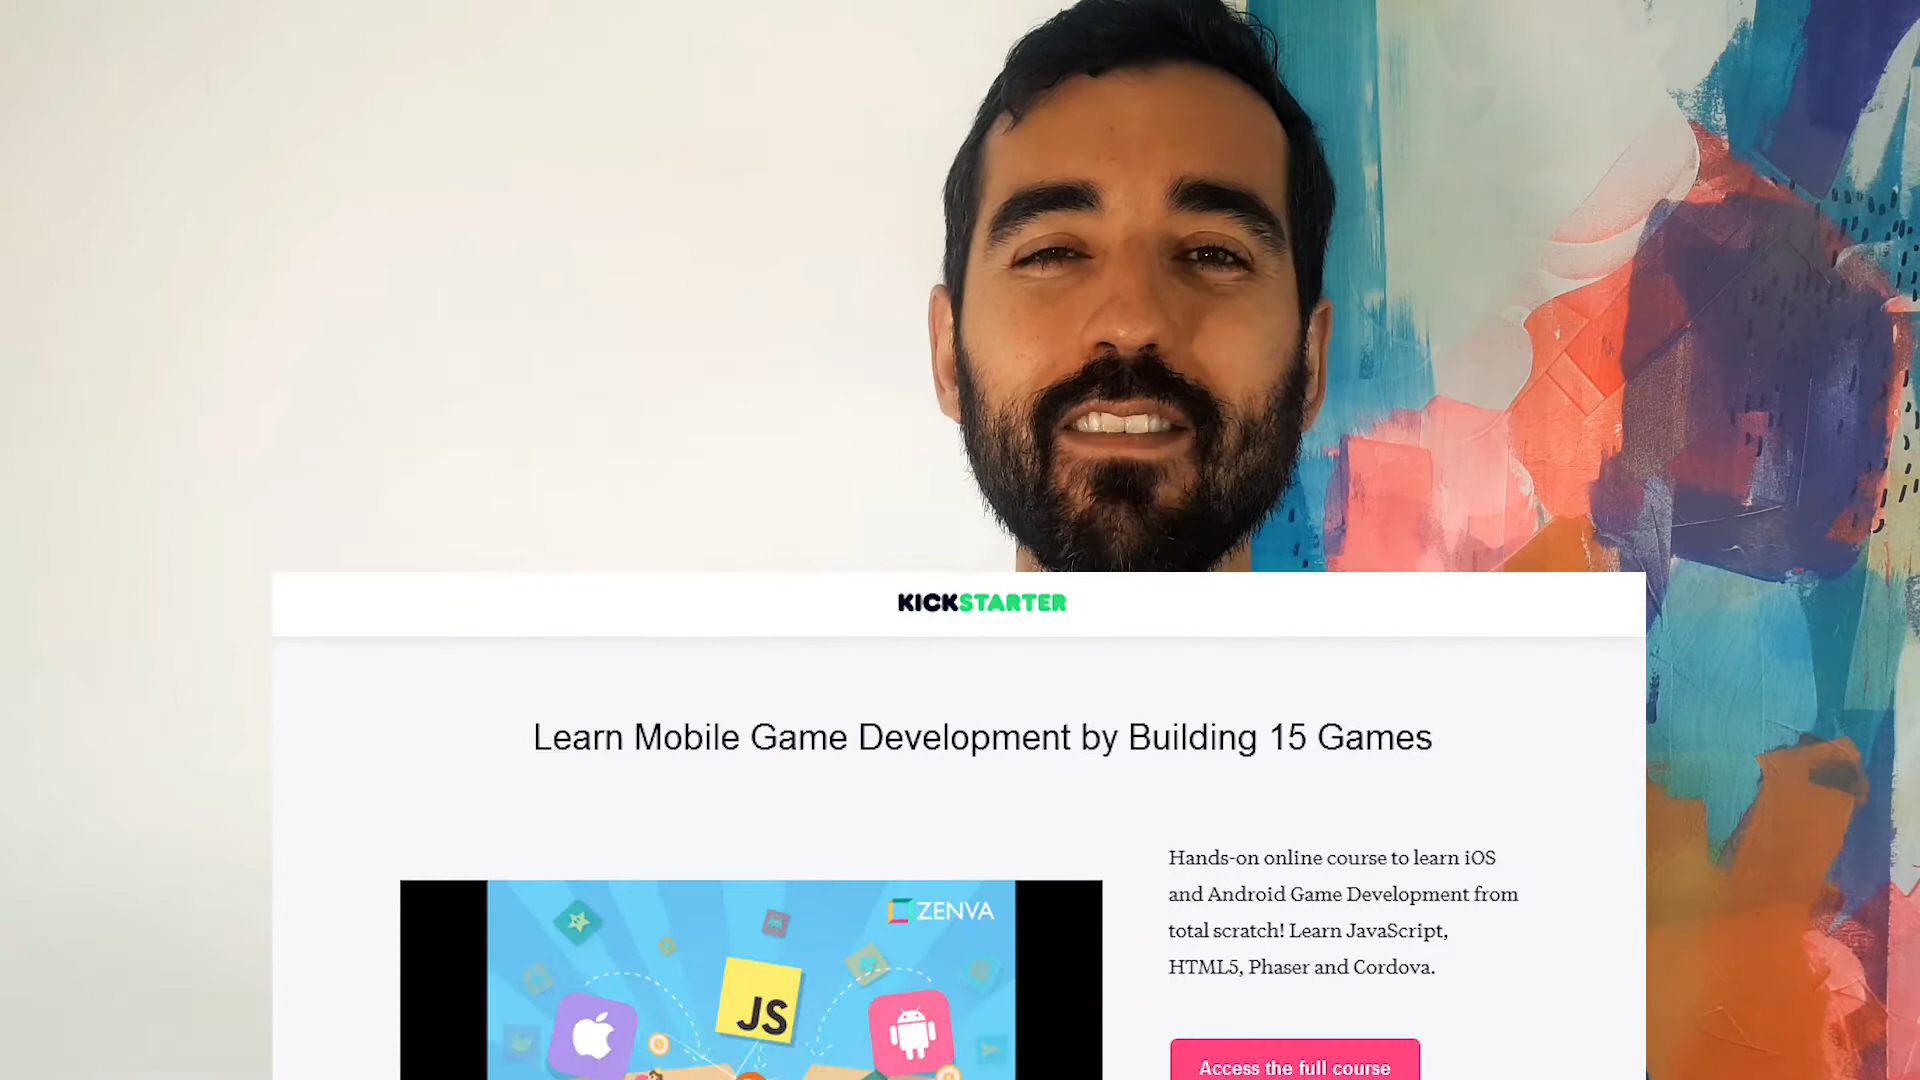 KICKSTARTER
Learn Mobile Game Development by Building 15 Games
Hands-on online course to learn iOS
and Android Game Development from
total scratch! Learn JavaScript,
HTML5, Phaser and Cordova.
ZENVA
JS
Access the full course